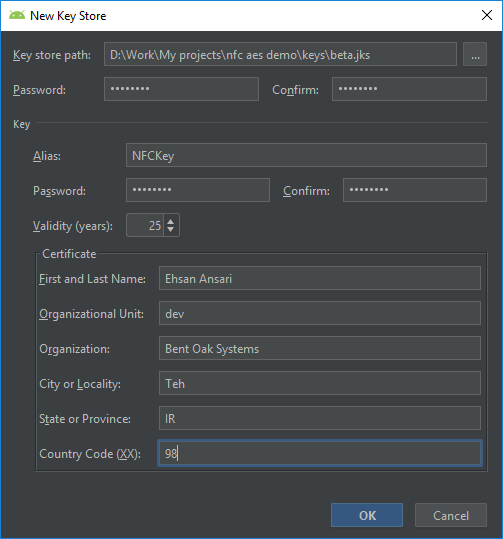 New Key Store
Key store path: D:\Work\My projects\nfc aes demo\keys\beta.jks ...
Password: •••••••• Confirm: ••••••••
Key
Alias: NFCKey
Password: •••••••• Confirm: ••••••••
Validity (years): 25
Certificate
First and Last Name: Ehsan Ansari
Organizational Unit: dev
Organization: Bent Oak Systems
City or Locality: Teh
State or Province: IR
Country Code (XX): 98
OK Cancel